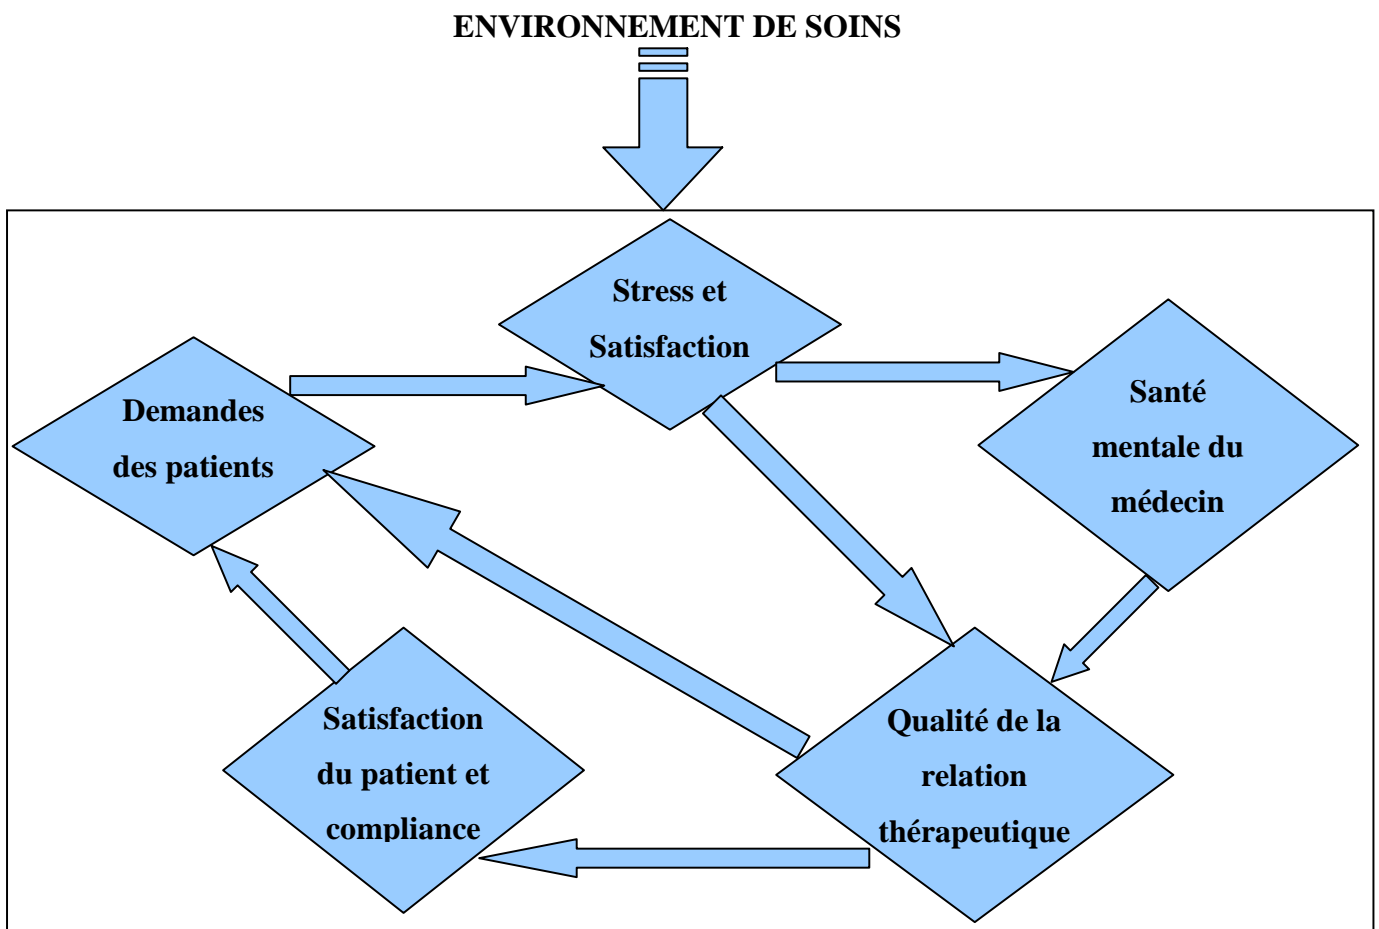 ENVIRONNEMENT DE SOINS
Stress et
Satisfaction
Santé
mentale du
médecin
Demandes
des patients
Satisfaction
du patient et
compliance
Qualité de la
relation
thérapeutique